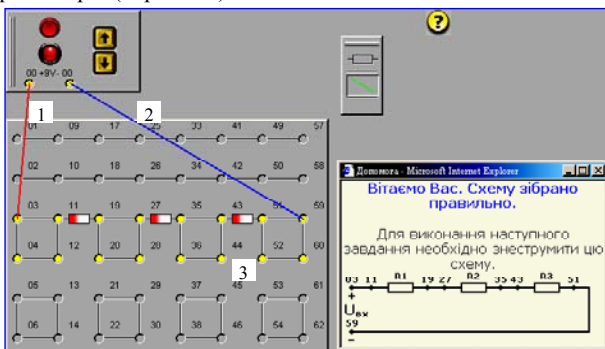 00 +9V- 00
?
1
2
01 09 17 25 33 41 49 57
02 10 18 26 34 42 50 58
03 11 19 27 35 43 51 59
04 12 20 28 36 44 52 60
3
05 13 21 29 37 45 53 61
06 14 22 30 38 46 54 62
Допомога - Microsoft Internet Explorer
Вітаємо Вас. Схему зібрано
правильно.
Для виконання наступного
завдання необхідно знеструмити цю
схему.
03 11 R1 19 27 R2 35 43 R3 51
+
Uвх
59
-